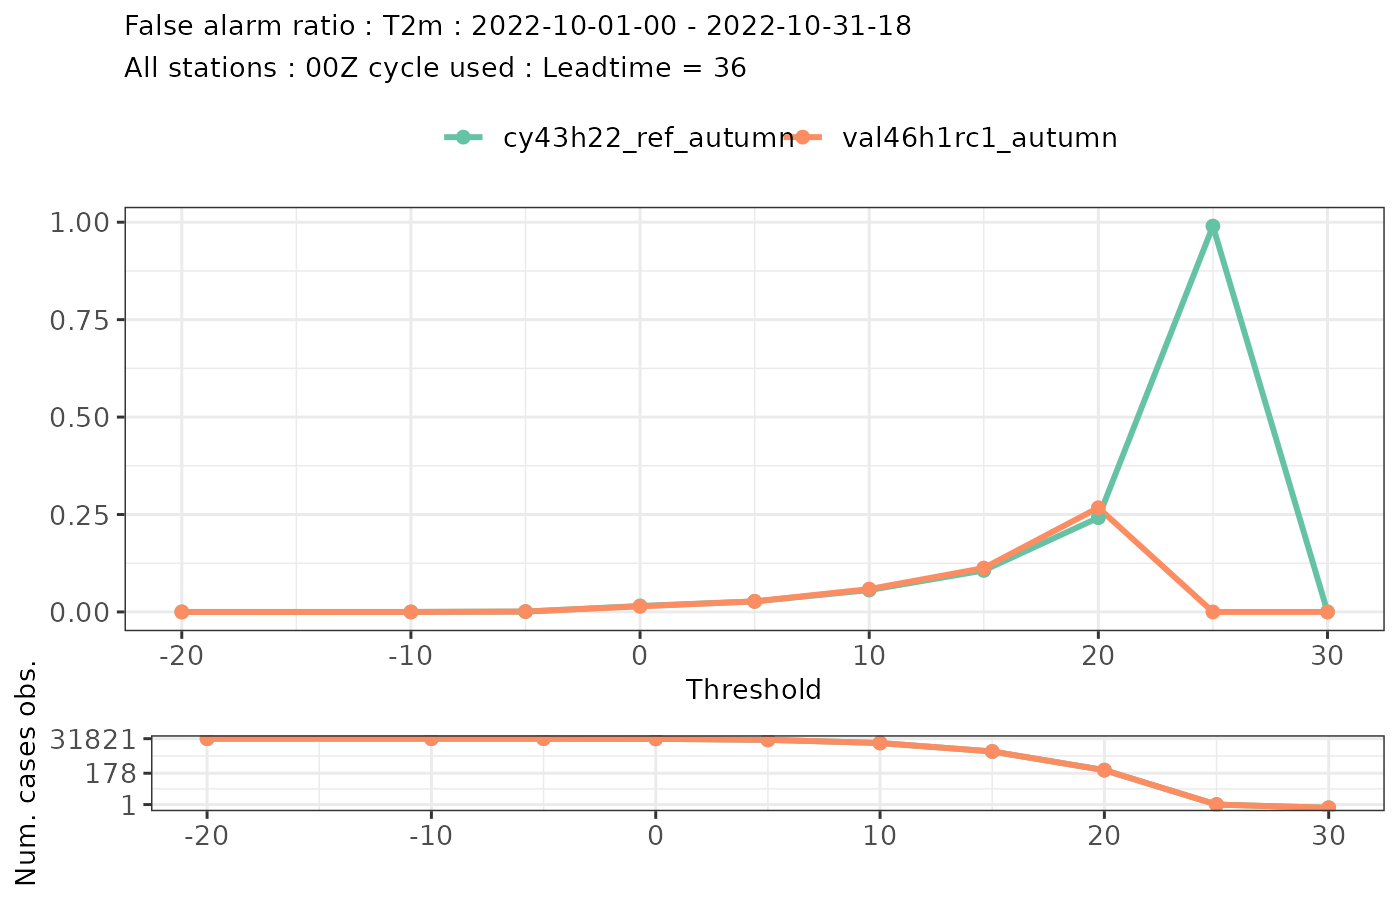 False alarm ratio : T2m : 2022-10-01-00 - 2022-10-31-18
All stations : 00Z cycle used : Leadtime = 36
cy43h22_ref_autumn val46h1rc1_autumn
1.00
0.75
0.50
0.25
0.00
-20 -10 0 10 20 30
Threshold
Num. cases obs.
31821
178
1
-20 -10 0 10 20 30